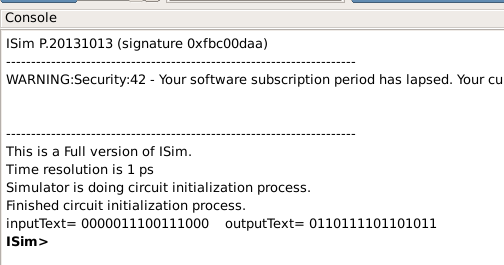 Console
ISim P.20131013 (signature 0xfbc00daa)
----------------------------------------------------------------------
WARNING:Security:42 - Your software subscription period has lapsed. Your cu
----------------------------------------------------------------------
This is a Full version of ISim.
Time resolution is 1 ps
Simulator is doing circuit initialization process.
Finished circuit initialization process.
inputText= 0000011100111000    outputText= 0110111101101011
ISim>